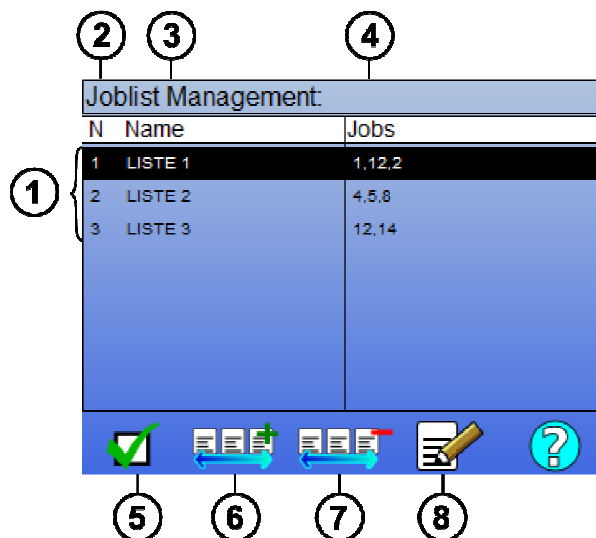 2 3 4
Joblist Management:
N Name Jobs
1 LISTE 1 1,12,2
1
2 LISTE 2 4,5,8
3 LISTE 3 12,14
?
5 6 7 8